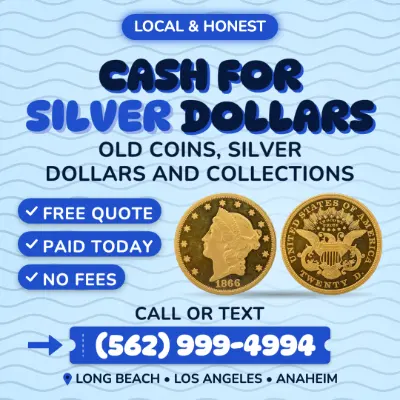 LOCAL & HONEST
CASH FOR
SILVER DOLLARS
OLD COINS, SILVER
DOLLARS AND COLLECTIONS
FREE QUOTE
PAID TODAY
NO FEES
1866
UNITED STATES OF AMERICA
TWENTY D.
CALL OR TEXT
(562) 999-4994
LONG BEACH • LOS ANGELES • ANAHEIM